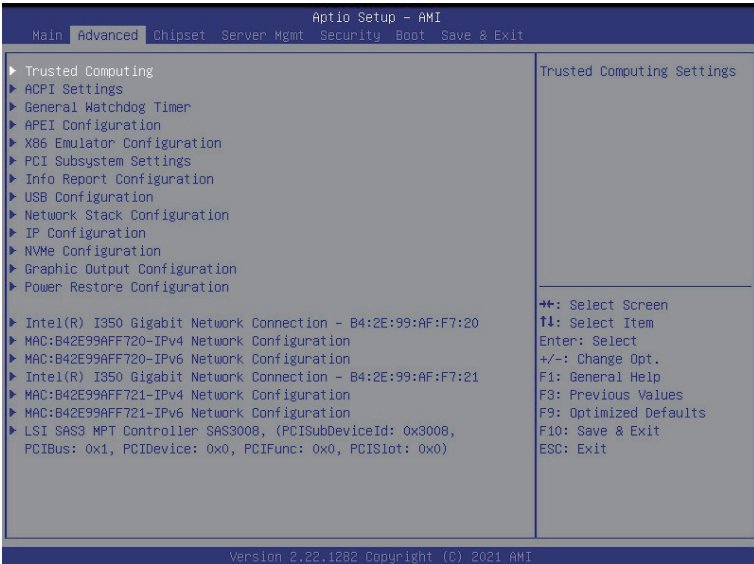 Aptio Setup – AMI
Main Advanced Chipset Server Mgmt Security Boot Save & Exit
Trusted Computing
ACPI Settings
General Watchdog Timer
APEI Configuration
X86 Emulator Configuration
PCI Subsystem Settings
Info Report Configuration
USB Configuration
Network Stack Configuration
IP Configuration
NVMe Configuration
Graphic Output Configuration
Power Restore Configuration
Intel(R) I350 Gigabit Network Connection – B4:2E:99:AF:F7:20
MAC:B42E99AFF720-IPv4 Network Configuration
MAC:B42E99AFF720-IPv6 Network Configuration
Intel(R) I350 Gigabit Network Connection – B4:2E:99:AF:F7:21
MAC:B42E99AFF721-IPv4 Network Configuration
MAC:B42E99AFF721-IPv6 Network Configuration
LSI SAS3 MPT Controller SAS3008, (PCISubDeviceId: 0x3008,
PCIBus: 0x1, PCIDevice: 0x0, PCIFunc: 0x0, PCISlot: 0x0)
Trusted Computing Settings
→←: Select Screen
↑↓: Select Item
Enter: Select
+/-: Change Opt.
F1: General Help
F3: Previous Values
F9: Optimized Defaults
F10: Save & Exit
ESC: Exit
Version 2.22.1282 Copyright (C) 2021 AMI